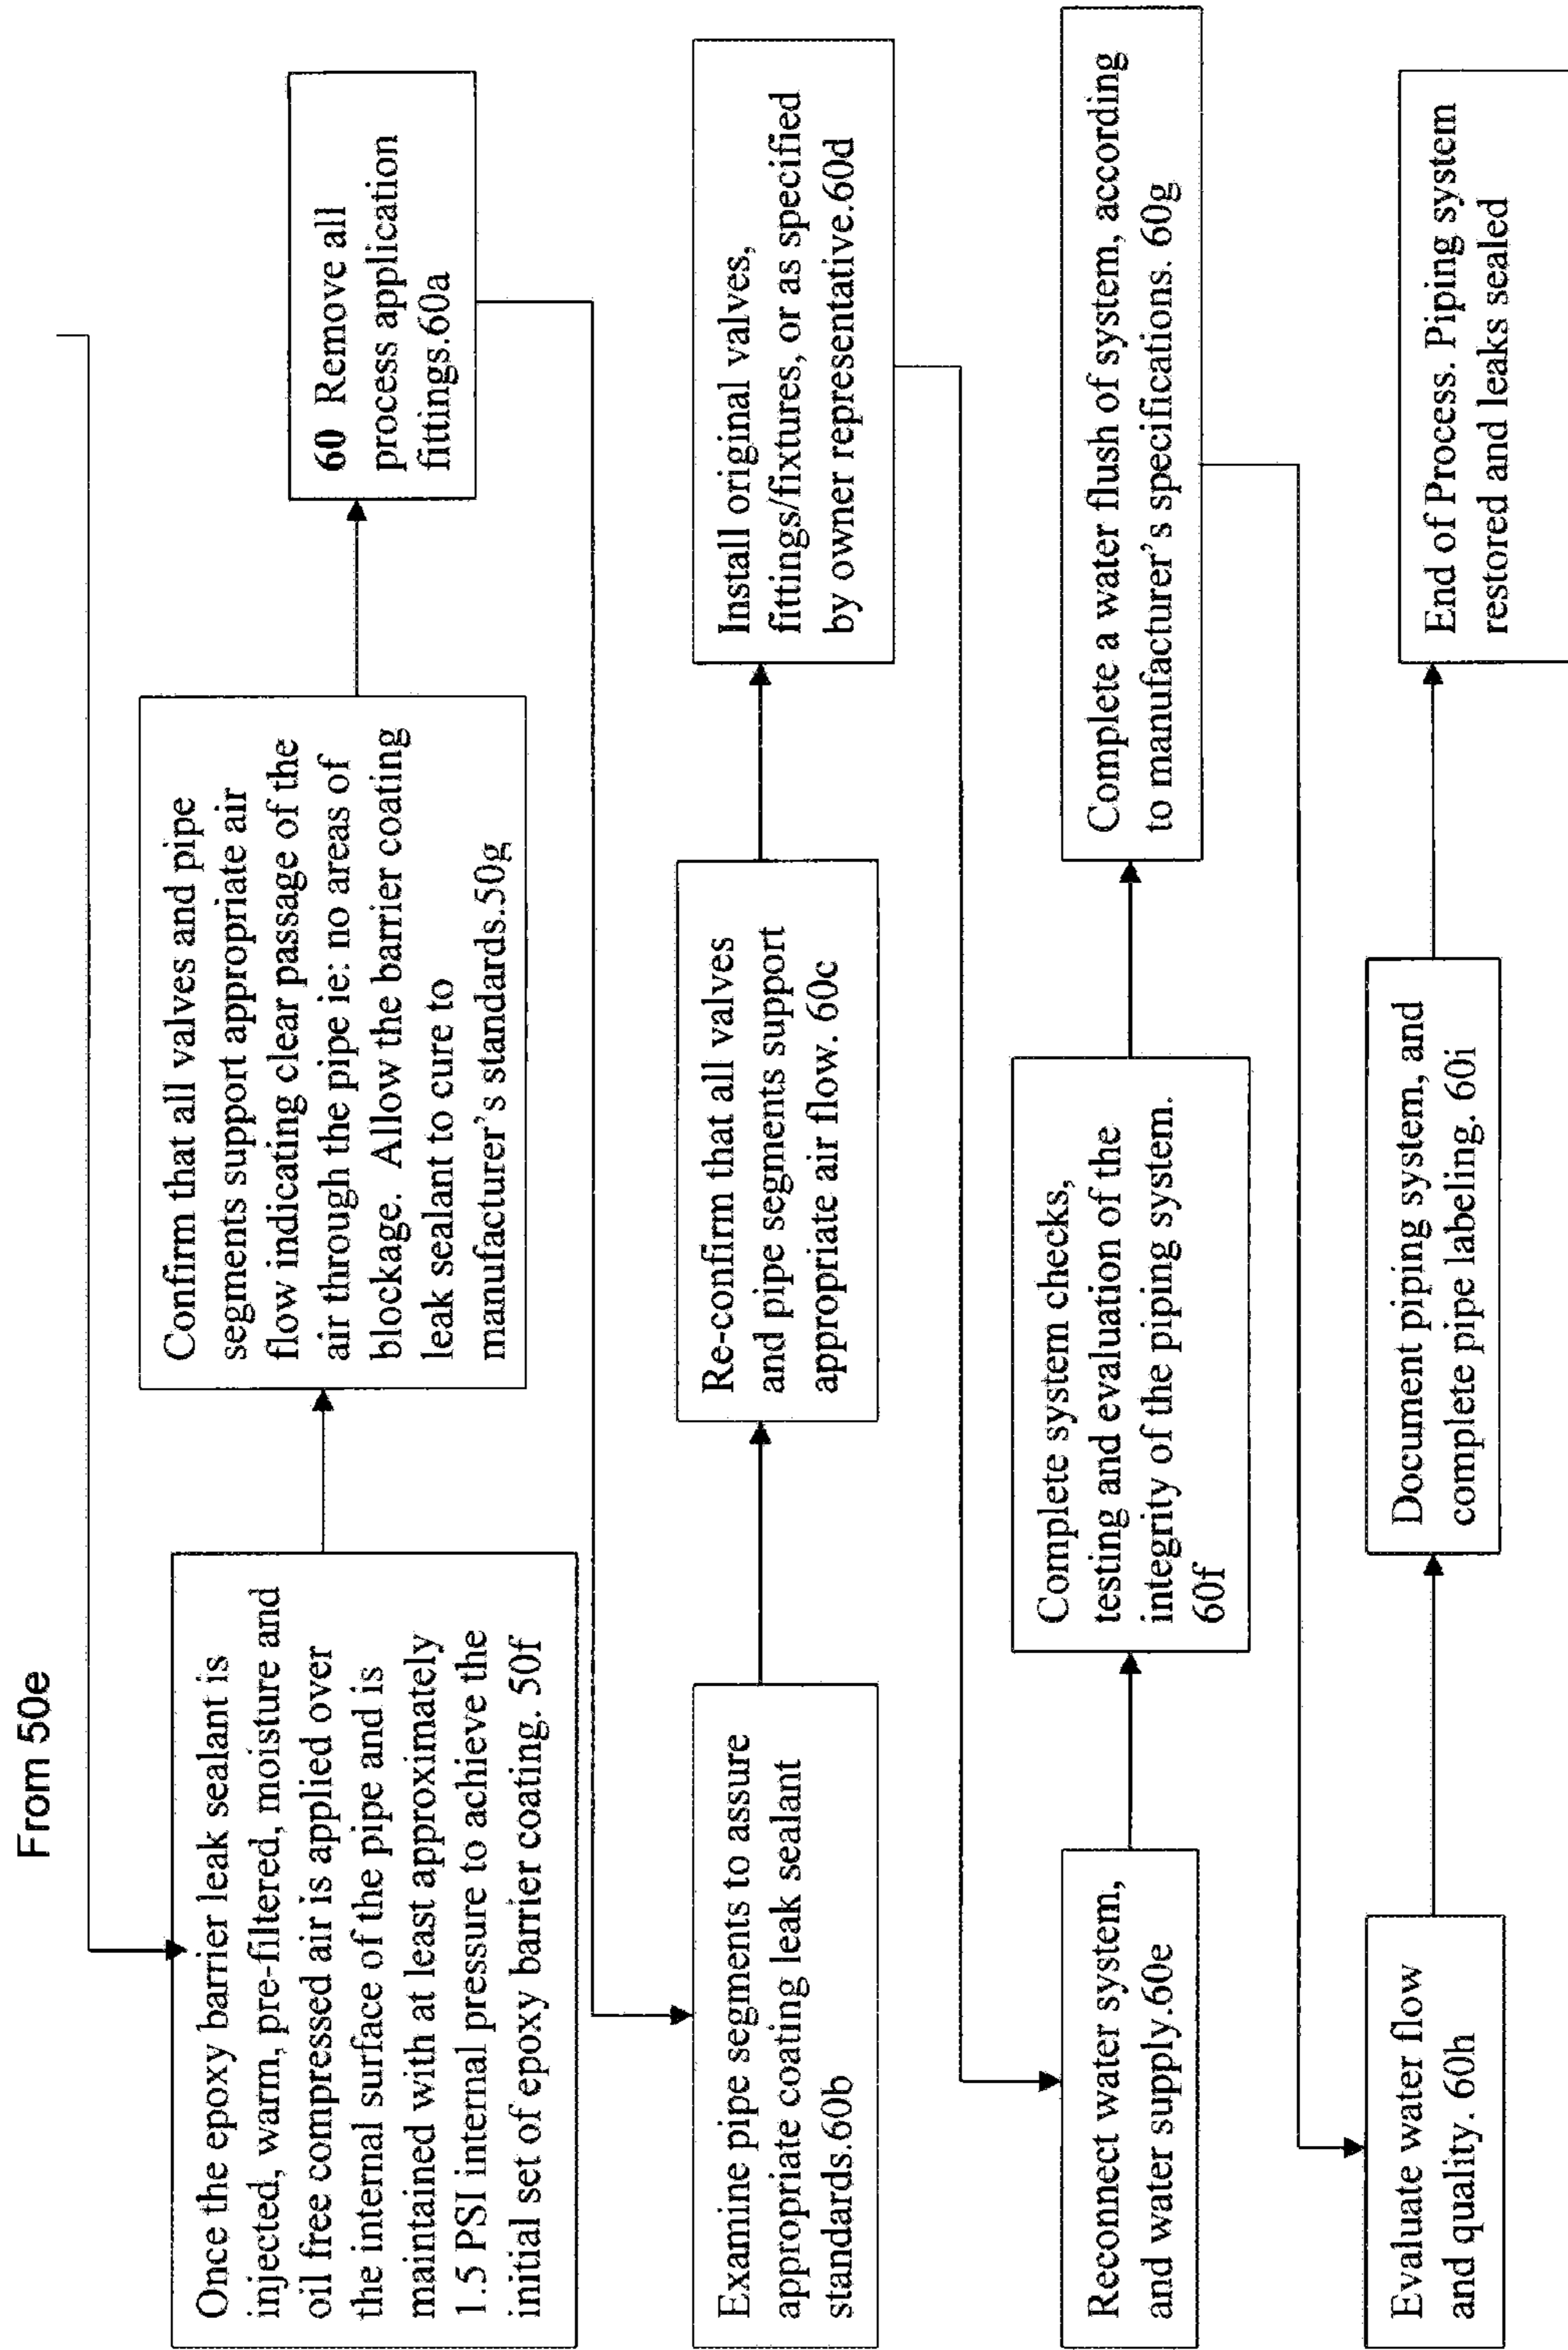 From 50e
Once the epoxy barrier leak sealant is
injected, warm, pre-filtered, moisture and
oil free compressed air is applied over
the internal surface of the pipe and is
maintained with at least approximately
1.5 PSI internal pressure to achieve the
initial set of epoxy barrier coating. 50f
Confirm that all valves and pipe
segments support appropriate air
flow indicating clear passage of the
air through the pipe ie: no areas of
blockage. Allow the barrier coating
leak sealant to cure to
manufacturer's standards.50g
60 Remove all
process application
fittings.60a
Examine pipe segments to assure
appropriate coating leak sealant
standards.60b
Re-confirm that all valves
and pipe segments support
appropriate air flow. 60c
Install original valves,
fittings/fixtures, or as specified
by owner representative.60d
Reconnect water system,
and water supply.60e
Complete system checks,
testing and evaluation of the
integrity of the piping system.
60f
Complete a water flush of system, according
to manufacturer's specifications. 60g
Evaluate water flow
and quality. 60h
Document piping system, and
complete pipe labeling. 60i
End of Process. Piping system
restored and leaks sealed